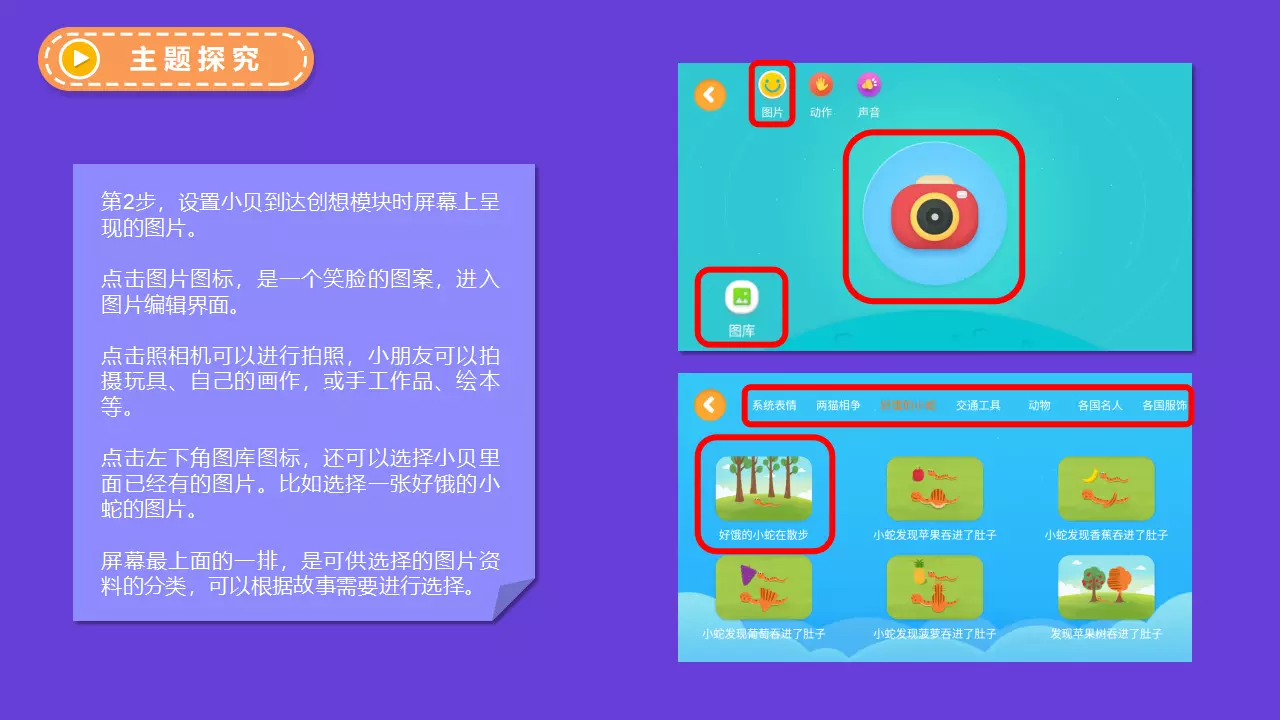 主题探究
第2步，设置小贝到达创想模块时屏幕上呈
现的图片。
点击图片图标，是一个笑脸的图案，进入
图片编辑界面。
点击照相机可以进行拍照，小朋友可以拍
摄玩具、自己的画作，或手工作品、绘本
等。
点击左下角图库图标，还可以选择小贝里
面已经有的图片。比如选择一张好饿的小
蛇的图片。
屏幕最上面的一排，是可供选择的图片资
料的分类，可以根据故事需要进行选择。
图片 动作 声音
图库
系统表情 两猫相争 好饿的小蛇 交通工具 动物 各国名人 各国服饰
好饿的小蛇在散步 小蛇发现苹果吞进了肚子 小蛇发现香蕉吞进了肚子
小蛇发现葡萄吞进了肚子 小蛇发现菠萝吞进了肚子 发现苹果树吞进了肚子